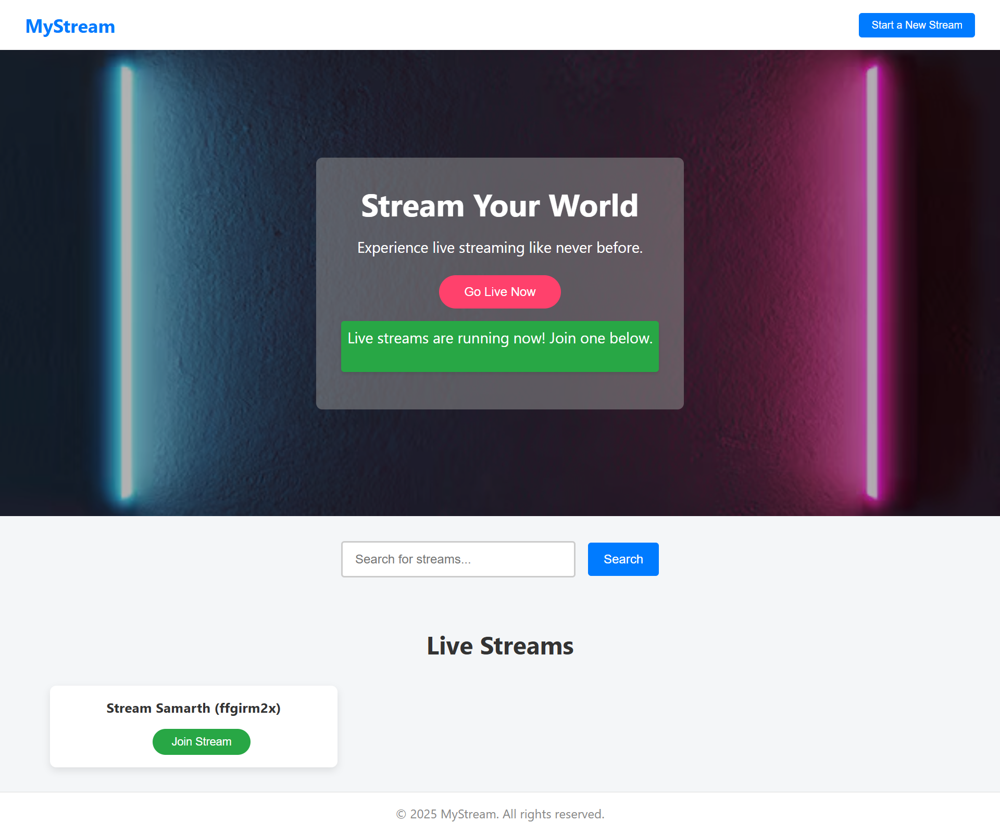 MyStream
Start a New Stream
Stream Your World
Experience live streaming like never before.
Go Live Now
Live streams are running now! Join one below.
Search for streams...
Search
Live Streams
Stream Samarth (ffgirm2x)
Join Stream
© 2025 MyStream. All rights reserved.